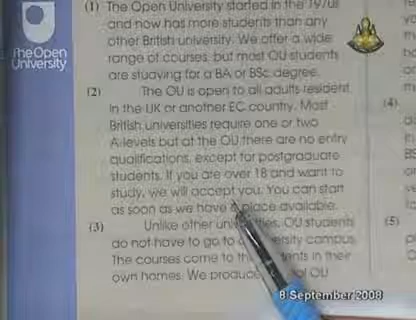 The Open
University
(1) The Open University started in the 1970s
and now has more students than any
other British university. We offer a wide
range of courses, but most OU students
are studying for a BA or BSc degree.
(2) The OU is open to all adults resident
in the UK or another EC country. Most
British universities require one or two
A-levels but at the OU there are no entry
qualifications, except for postgraduate
students. If you are over 18 and want to
study, we will accept you. You can start
as soon as we have a place available.
(3) Unlike other universities, OU students
do not have to go to a university campus.
The courses come to the students in their
own homes. We produce OU
(4)
(5)
8 September 2008